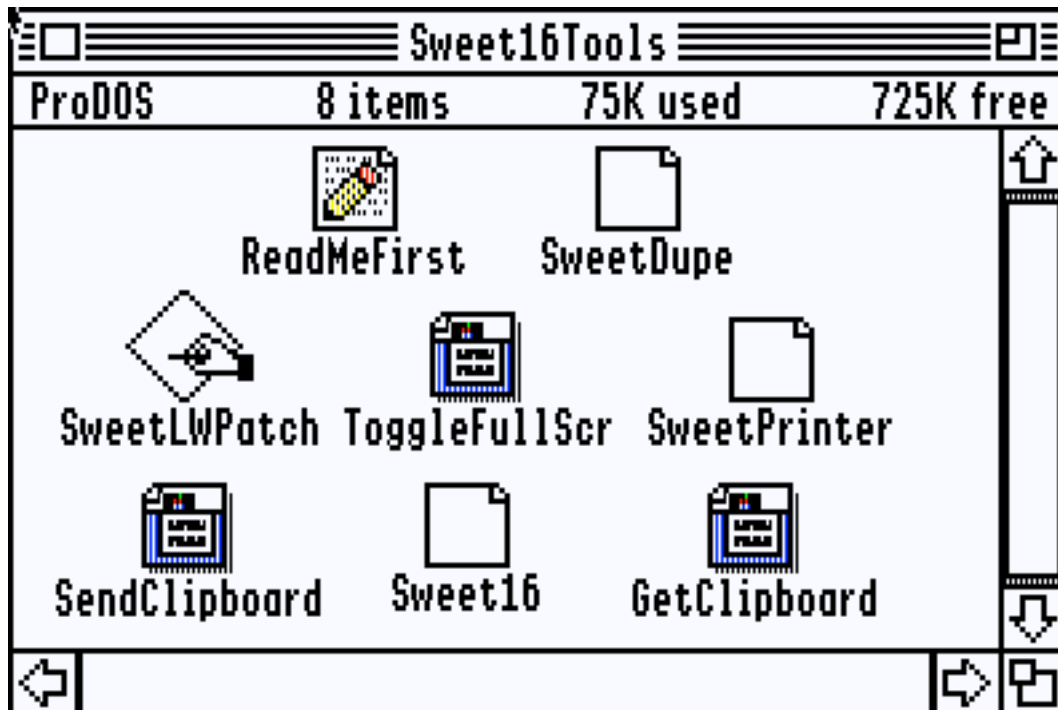 Sweet16Tools
ProDOS 8 items 75K used 725K free
ReadMeFirst SweetDupe
SweetLWPatch ToggleFullScr SweetPrinter
SendClipboard Sweet16 GetClipboard